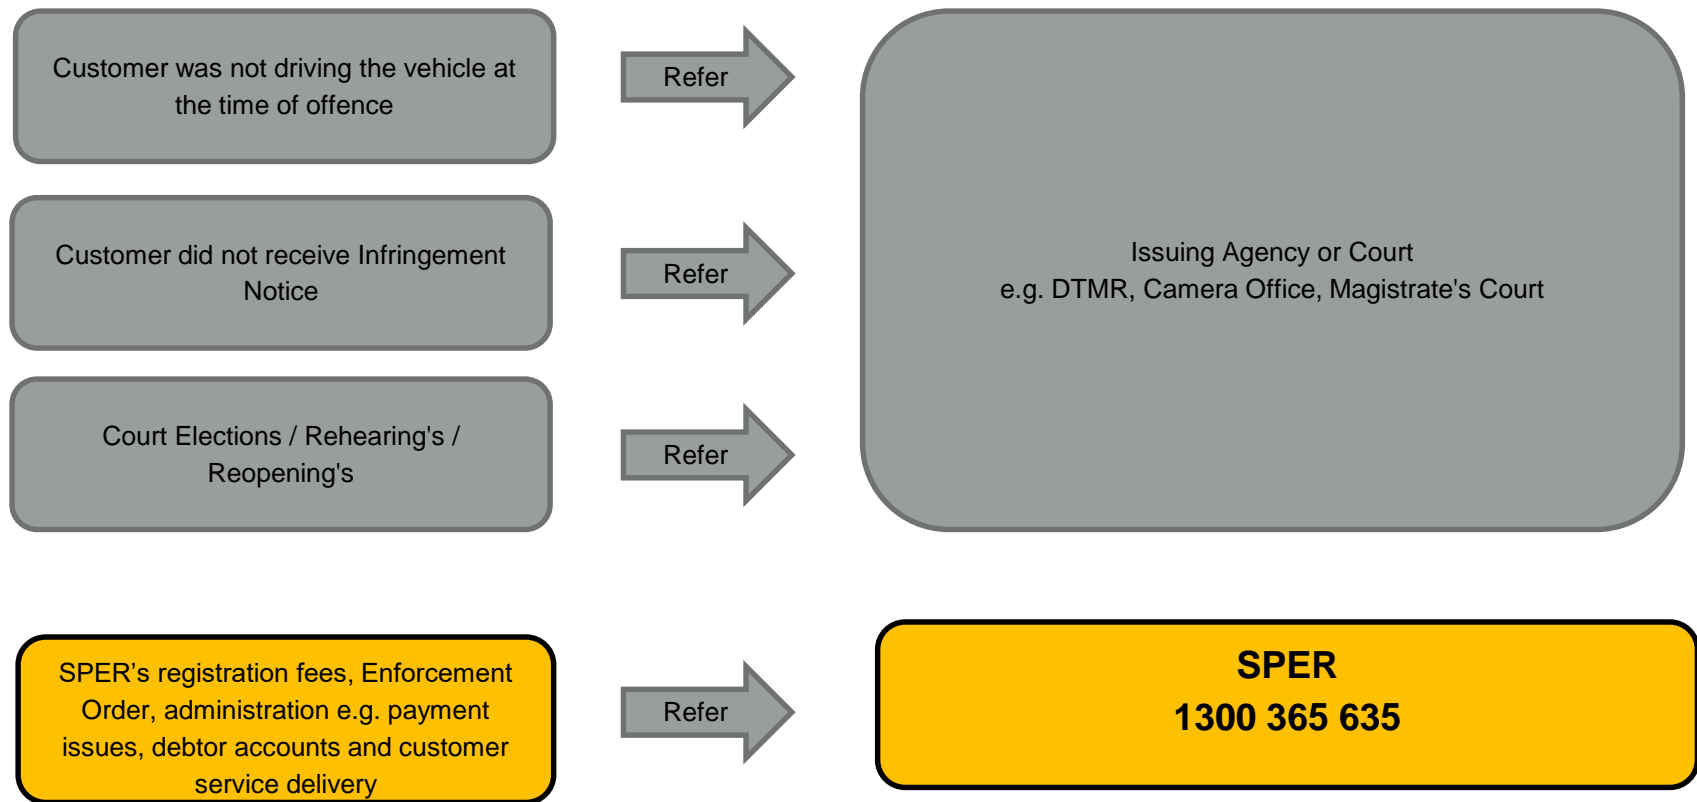 Customer was not driving the vehicle at
the time of offence
Refer
Customer did not receive Infringement
Notice
Refer
Court Elections / Rehearing's /
Reopening's
Refer
Issuing Agency or Court
e.g. DTMR, Camera Office, Magistrate's Court
SPER’s registration fees, Enforcement
Order, administration e.g. payment
issues, debtor accounts and customer
service delivery
Refer
SPER
1300 365 635